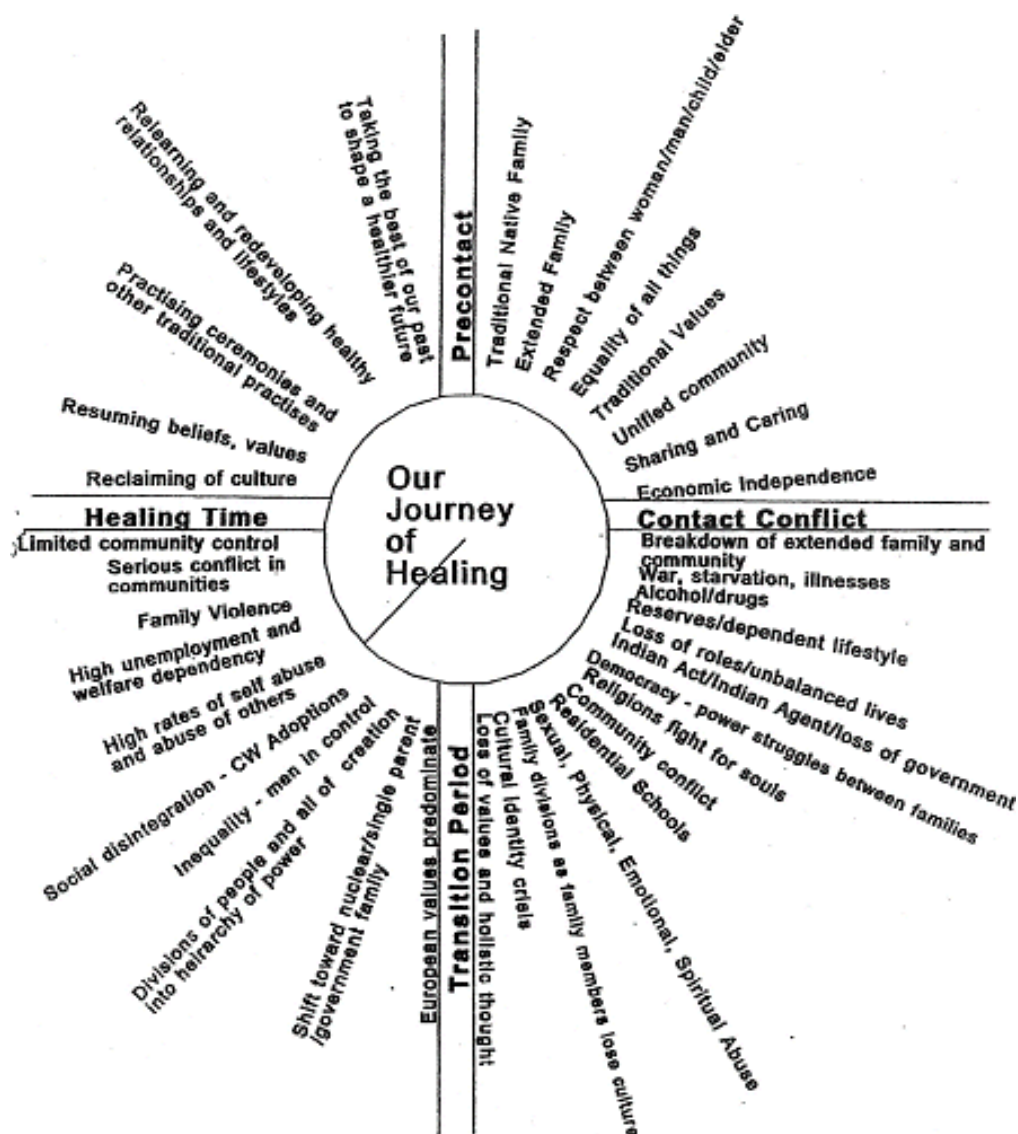 Our
Journey
of
Healing
Precontact
Traditional Native Family
Extended Family
Respect between woman/man/child/elder
Equality of all things
Traditional Values
Unified community
Sharing and Caring
Economic Independence
Contact Conflict
Breakdown of extended family and
community
War, starvation, illnesses
Alcohol/drugs
Reserves/dependent lifestyle
Loss of roles/unbalanced lives
Indian Act/Indian Agent/loss of government
Democracy - power struggles between families
Religions fight for souls
Community conflict
Residential Schools
Sexual, Physical, Emotional, Spiritual Abuse
Family divisions as family members lose culture
Cultural identity crisis
Loss of values and holistic thought
Transition Period
European values predominate
Shift toward nuclear/single parent
/government family
Divisions of people and all of creation
into heirarchy of power
Inequality - men in control
Social disintegration - CW Adoptions
High rates of self abuse
and abuse of others
High unemployment and
welfare dependency
Family Violence
Serious conflict in
communities
Limited community control
Healing Time
Reclaiming of culture
Resuming beliefs, values
Practising ceremonies and
other traditional practises
Relearning and redeveloping healthy
relationships and lifestyles
Taking the best of our past
to shape a healthier future